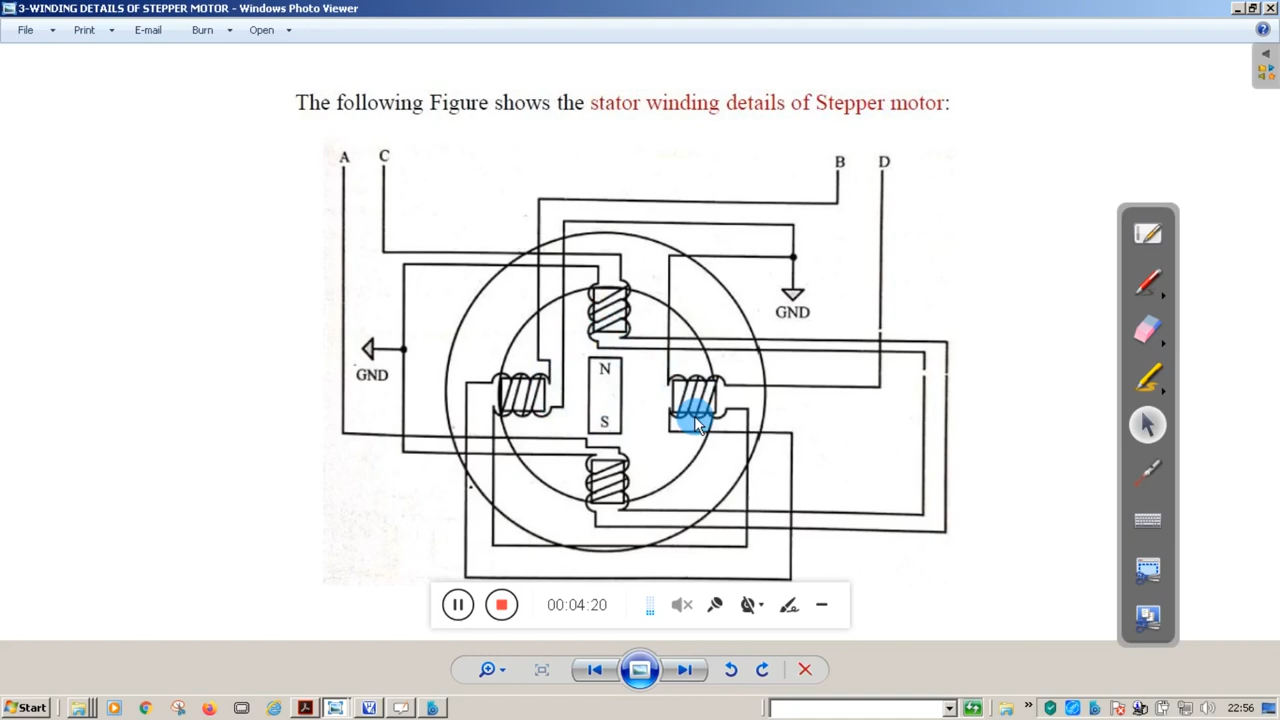 3-WINDING DETAILS OF STEPPER MOTOR - Windows Photo Viewer
File Print E-mail Burn Open
The following Figure shows the stator winding details of Stepper motor:
A C B D
GND
GND
N
S
00:04:20
Start 22:56